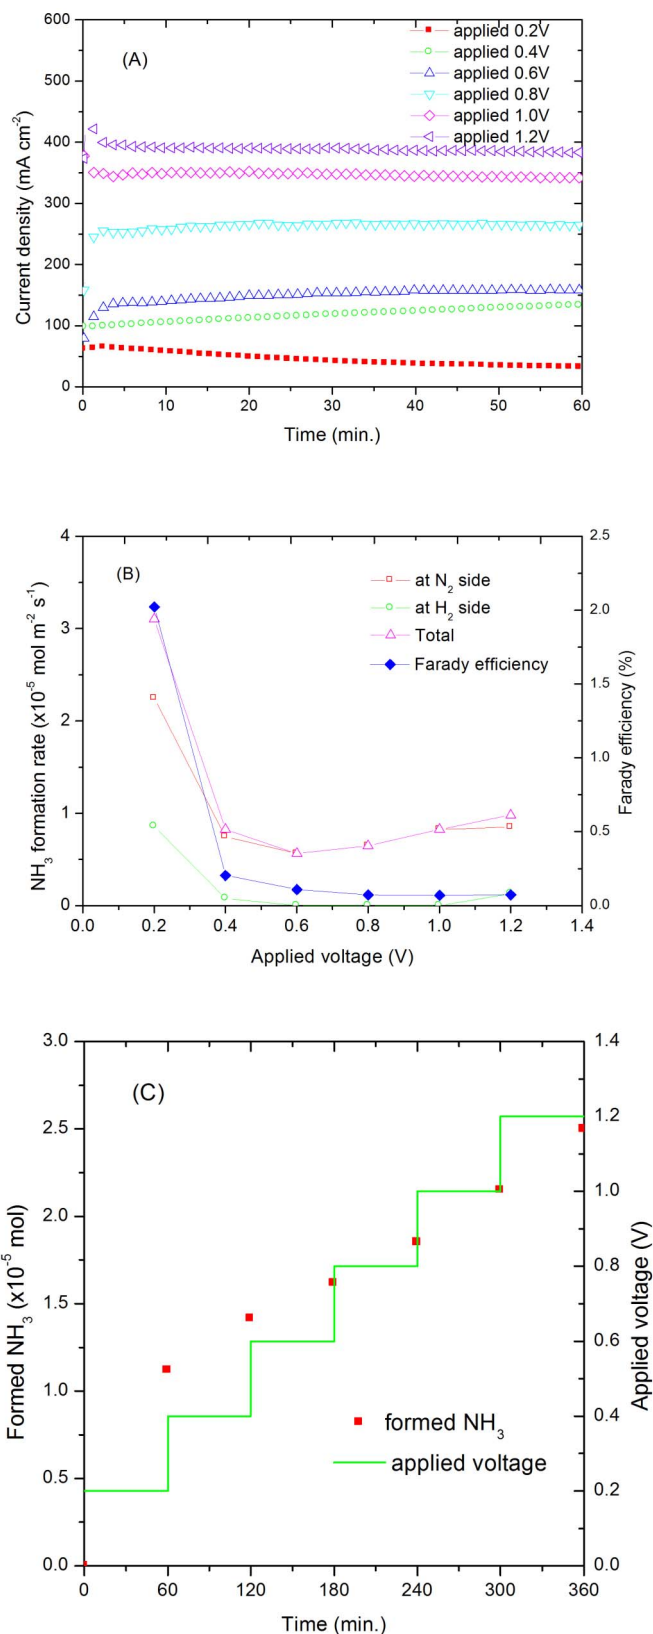 (A)
applied 0.2V
applied 0.4V
applied 0.6V
applied 0.8V
applied 1.0V
applied 1.2V
Current density (mA cm⁻²)
600
500
400
300
200
100
0
0 10 20 30 40 50 60
Time (min.)
(B)
at N₂ side
at H₂ side
Total
Farady efficiency
NH₃ formation rate (x10⁻⁵ mol m⁻² s⁻¹)
4
3
2
1
0
2.5
2.0
1.5
1.0
0.5
0.0
Farady efficiency (%)
0.0 0.2 0.4 0.6 0.8 1.0 1.2 1.4
Applied voltage (V)
(C)
Formed NH₃ (x10⁻⁵ mol)
3.0
2.5
2.0
1.5
1.0
0.5
0.0
1.4
1.2
1.0
0.8
0.6
0.4
0.2
0.0
Applied voltage (V)
formed NH₃
applied voltage
0 60 120 180 240 300 360
Time (min.)